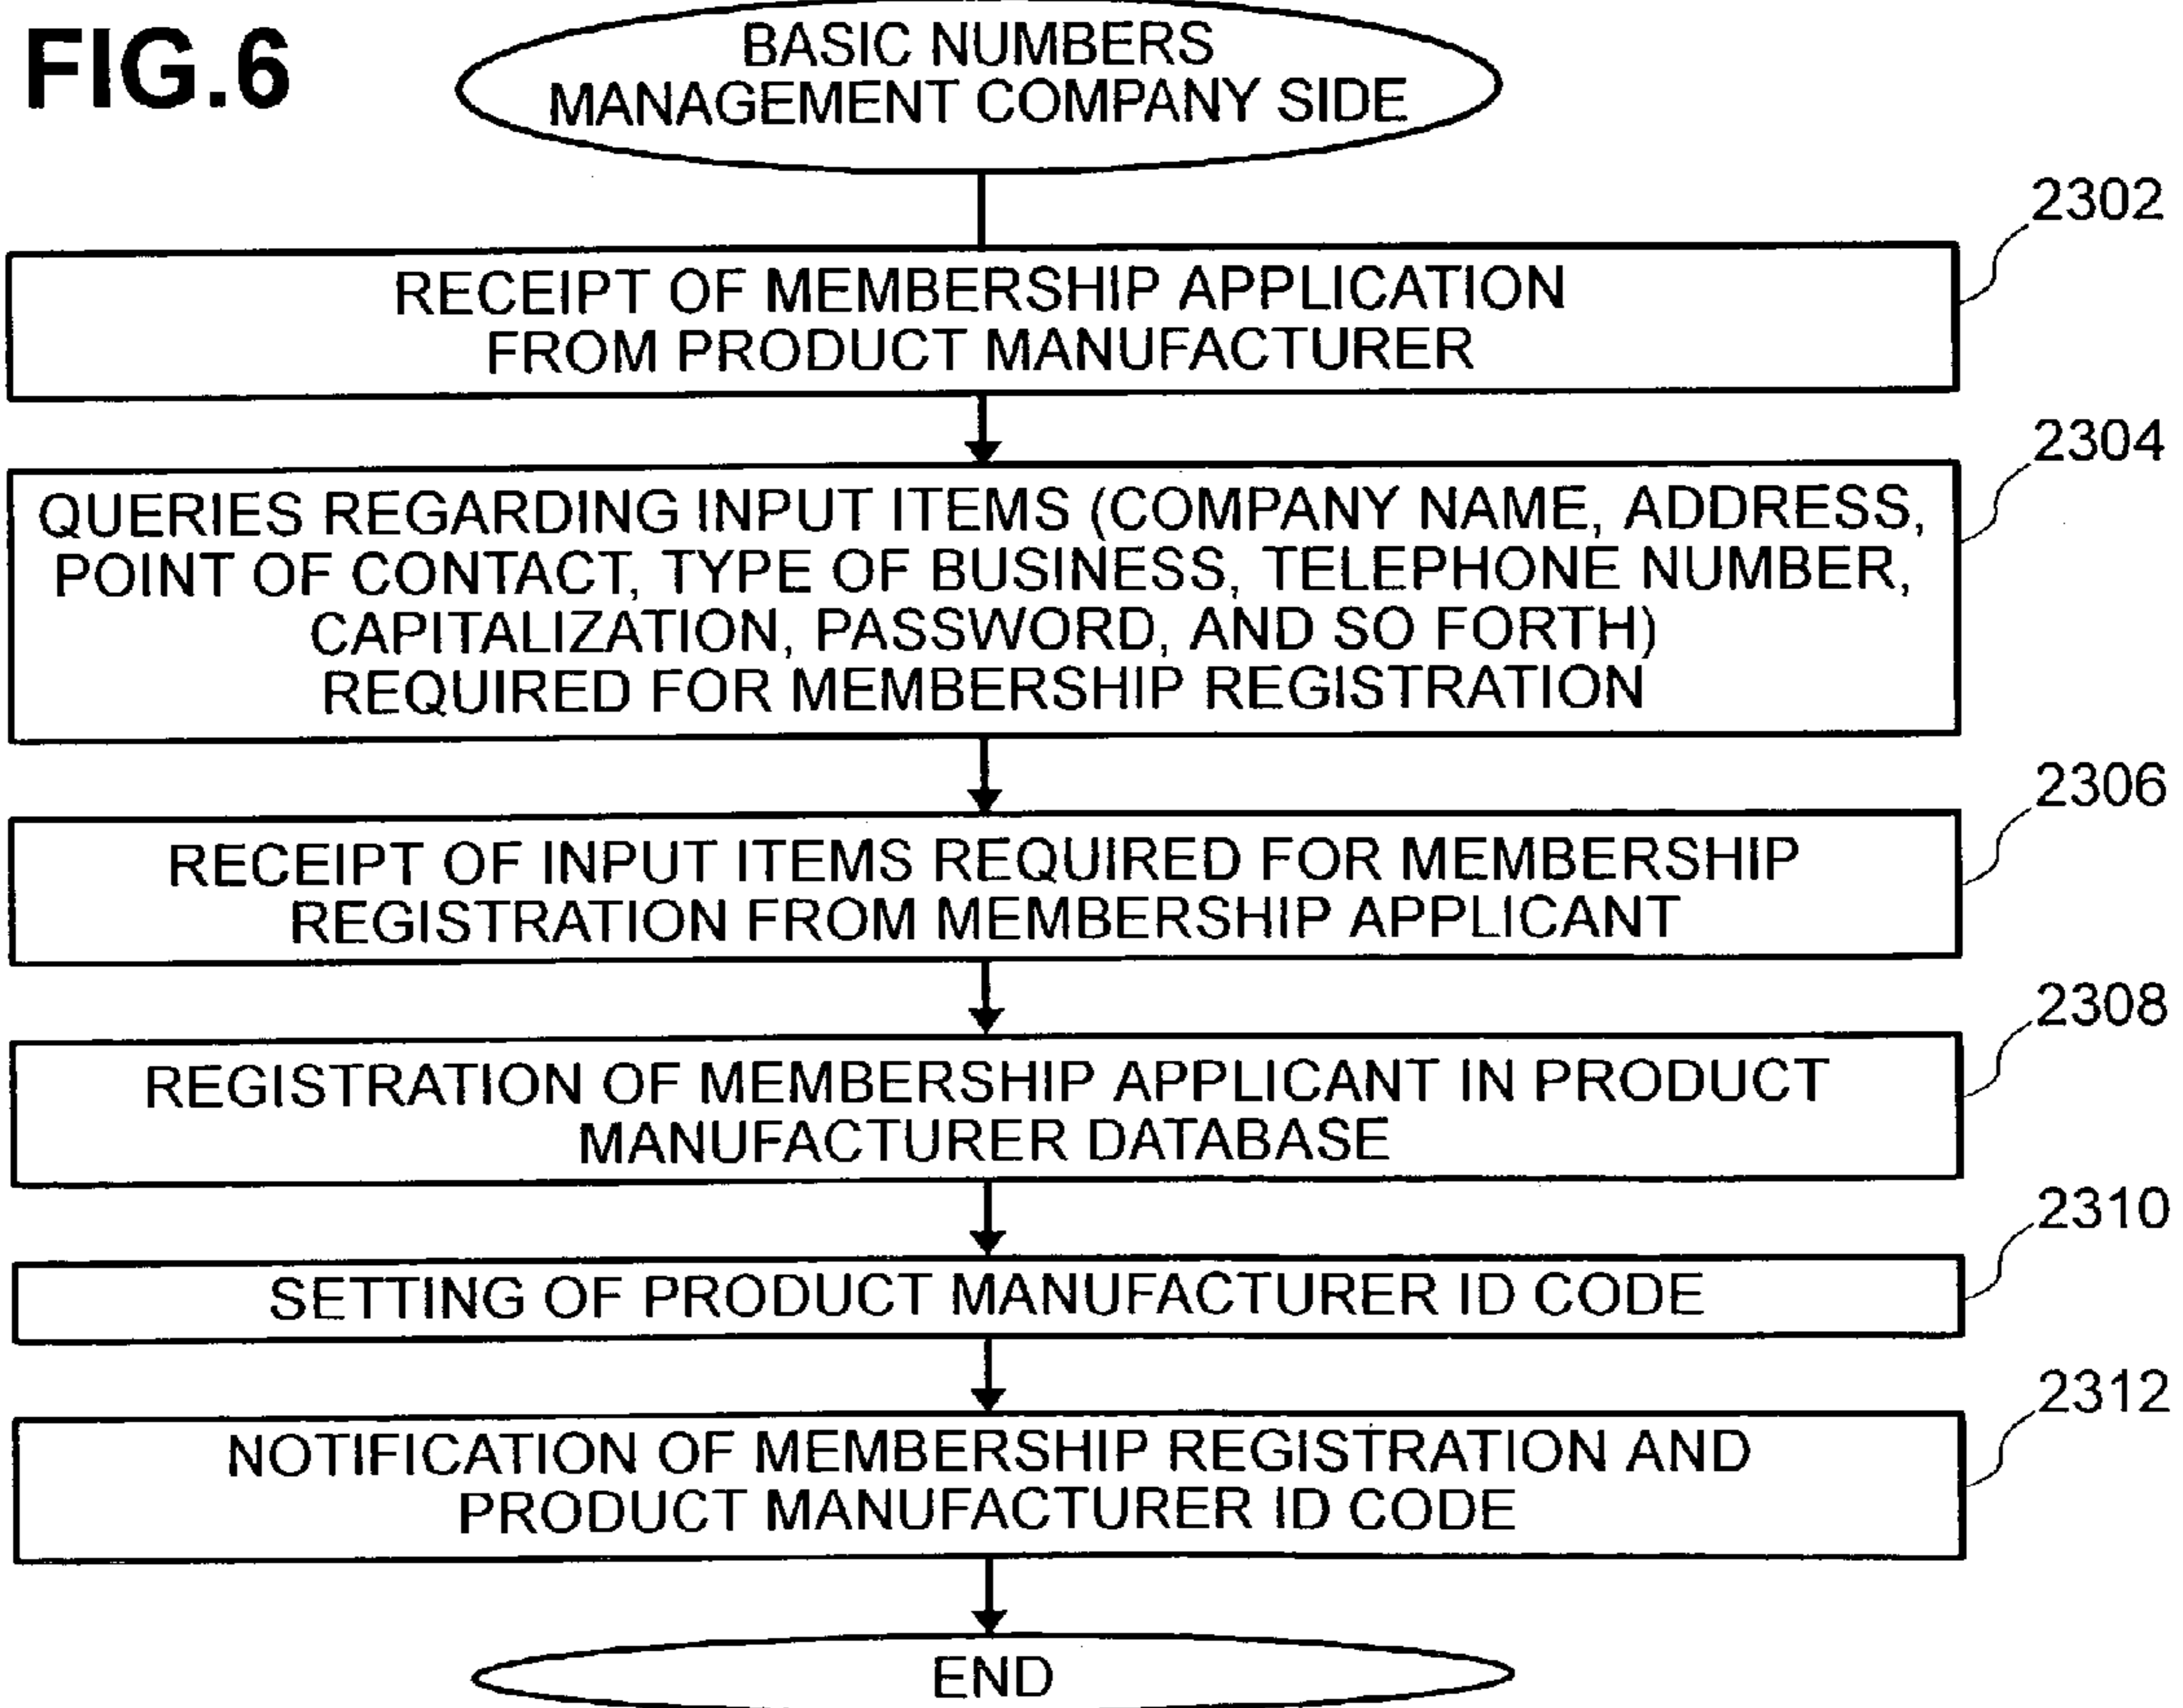 FIG.6
BASIC NUMBERS
MANAGEMENT COMPANY SIDE
2302
RECEIPT OF MEMBERSHIP APPLICATION
FROM PRODUCT MANUFACTURER
2304
QUERIES REGARDING INPUT ITEMS (COMPANY NAME, ADDRESS,
POINT OF CONTACT, TYPE OF BUSINESS, TELEPHONE NUMBER,
CAPITALIZATION, PASSWORD, AND SO FORTH)
REQUIRED FOR MEMBERSHIP REGISTRATION
2306
RECEIPT OF INPUT ITEMS REQUIRED FOR MEMBERSHIP
REGISTRATION FROM MEMBERSHIP APPLICANT
2308
REGISTRATION OF MEMBERSHIP APPLICANT IN PRODUCT
MANUFACTURER DATABASE
2310
SETTING OF PRODUCT MANUFACTURER ID CODE
2312
NOTIFICATION OF MEMBERSHIP REGISTRATION AND
PRODUCT MANUFACTURER ID CODE
END